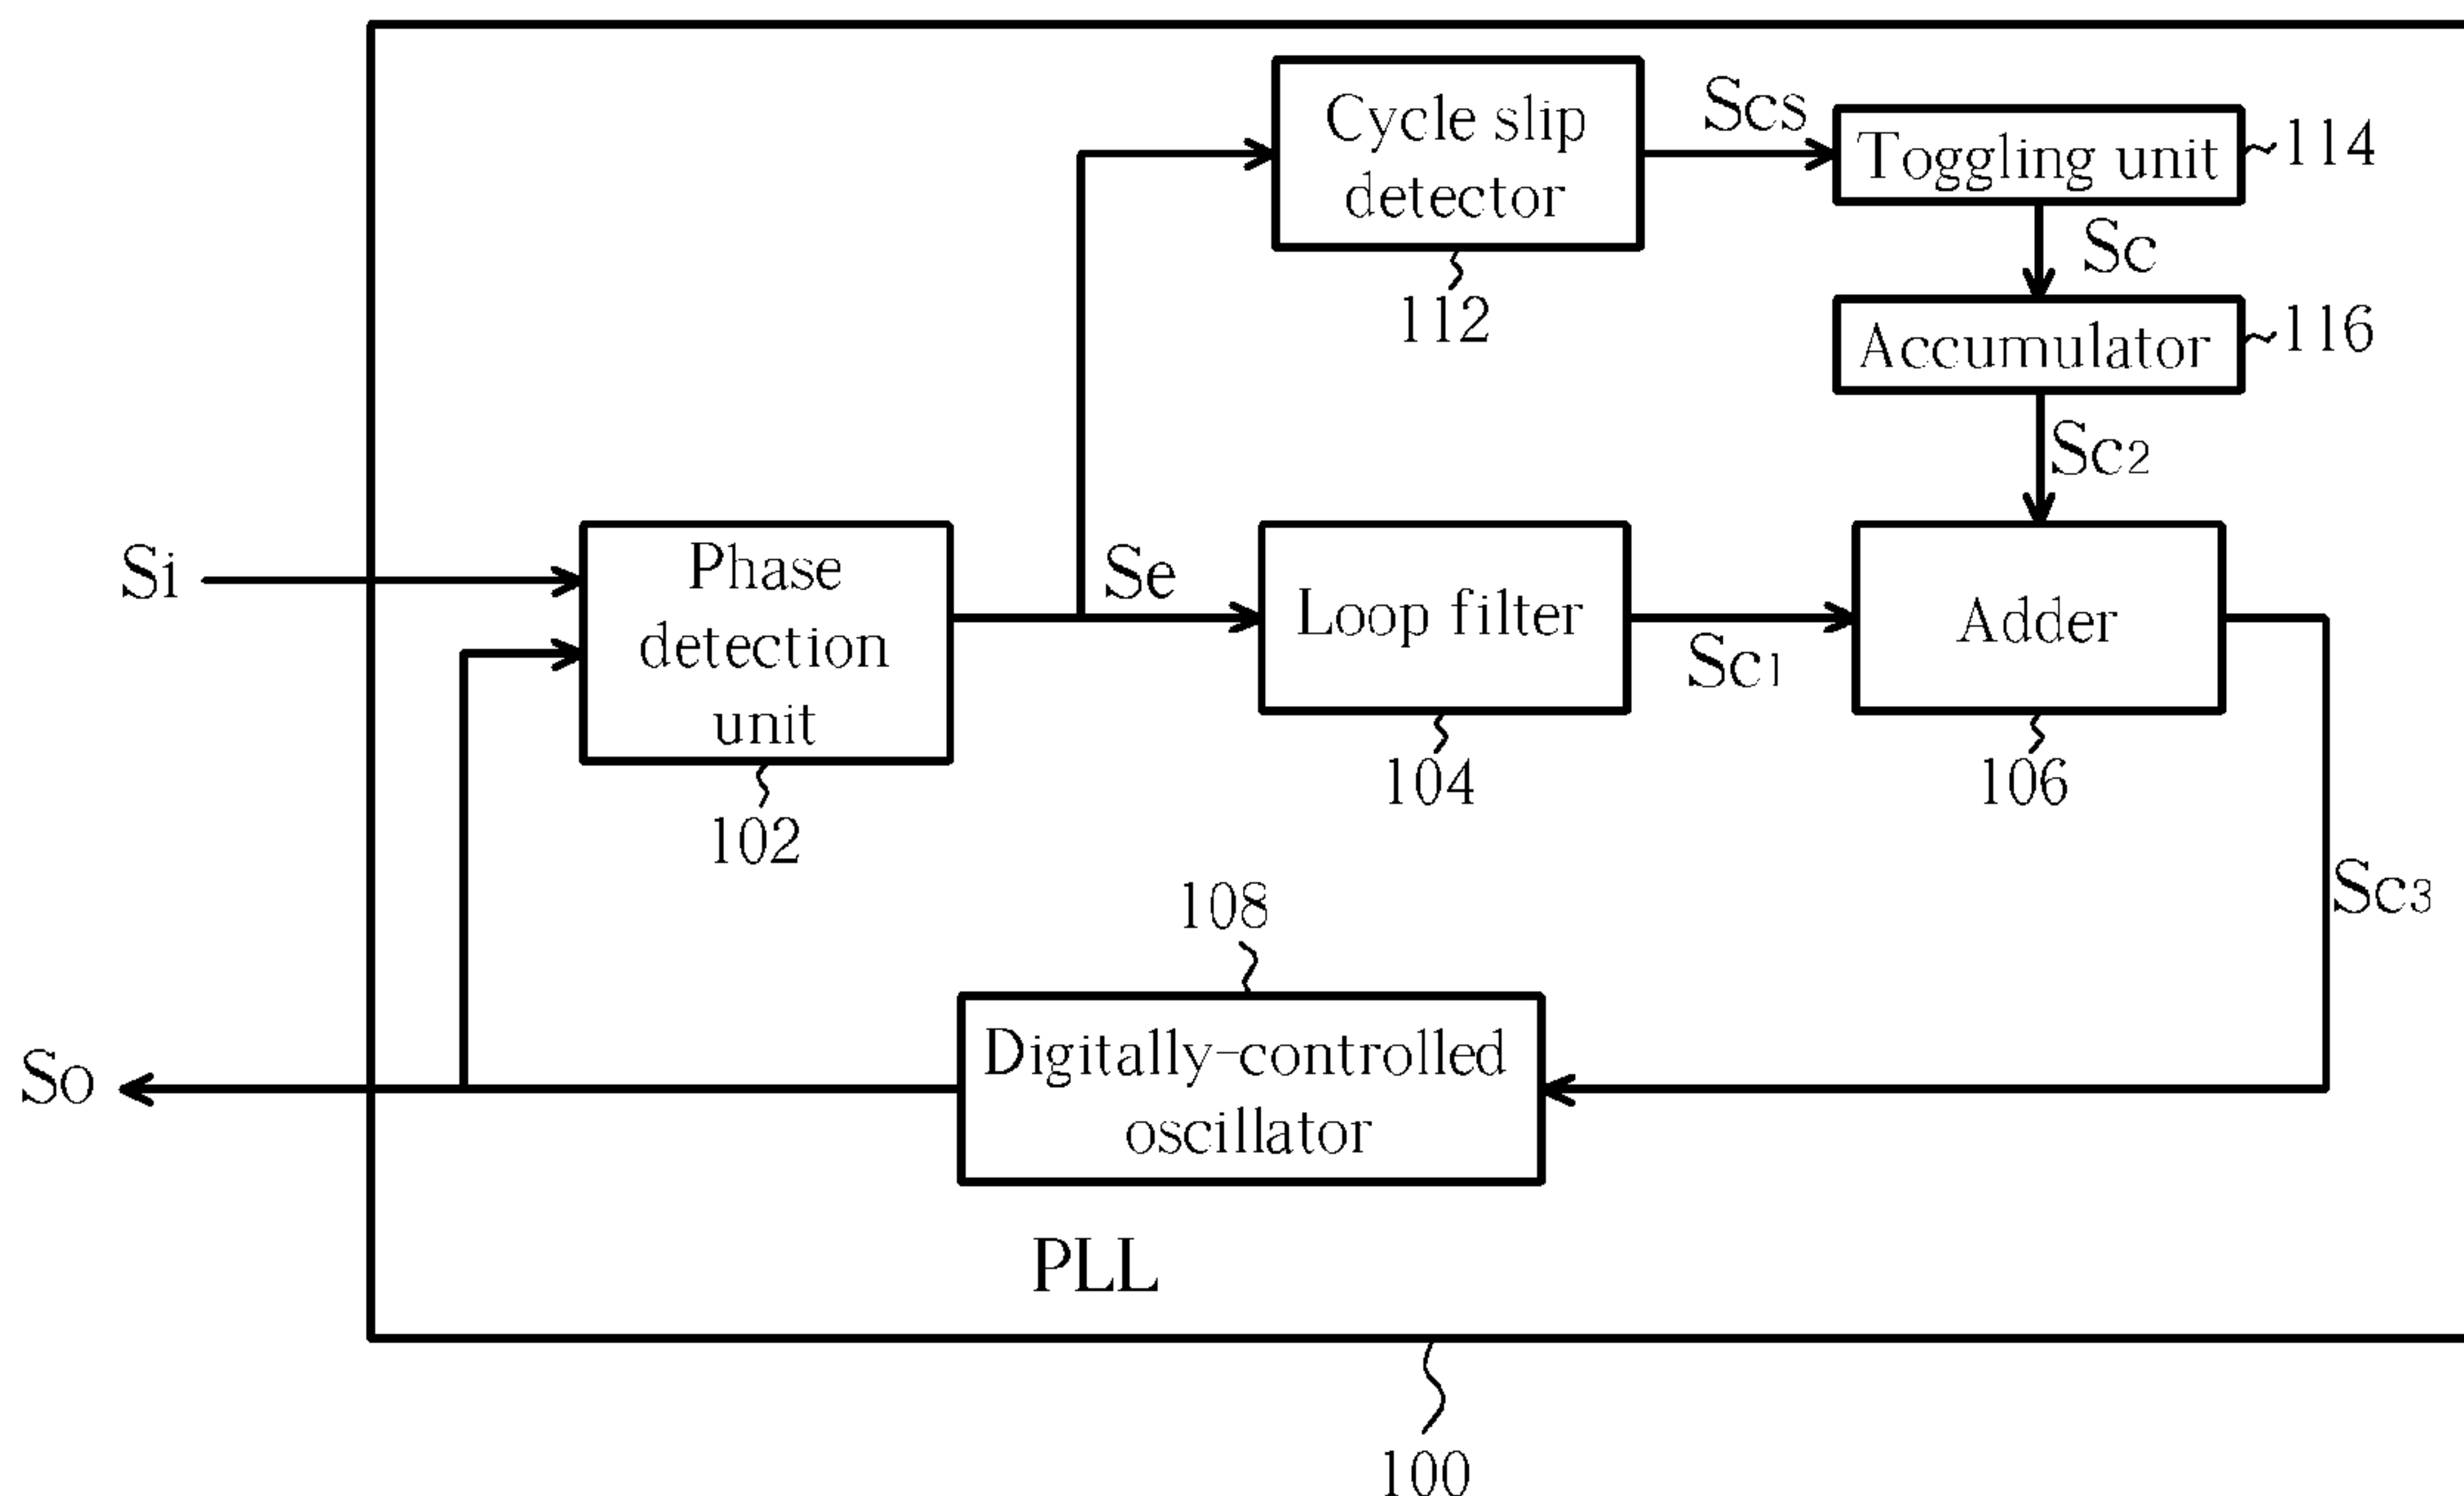 Cycle slip
detector
112
Scs
Toggling unit
114
Sc
Accumulator
116
Sc2
Si
Phase
detection
unit
102
Se
Loop filter
104
Sc1
Adder
106
Sc3
108
Digitally-controlled
oscillator
So
PLL
100